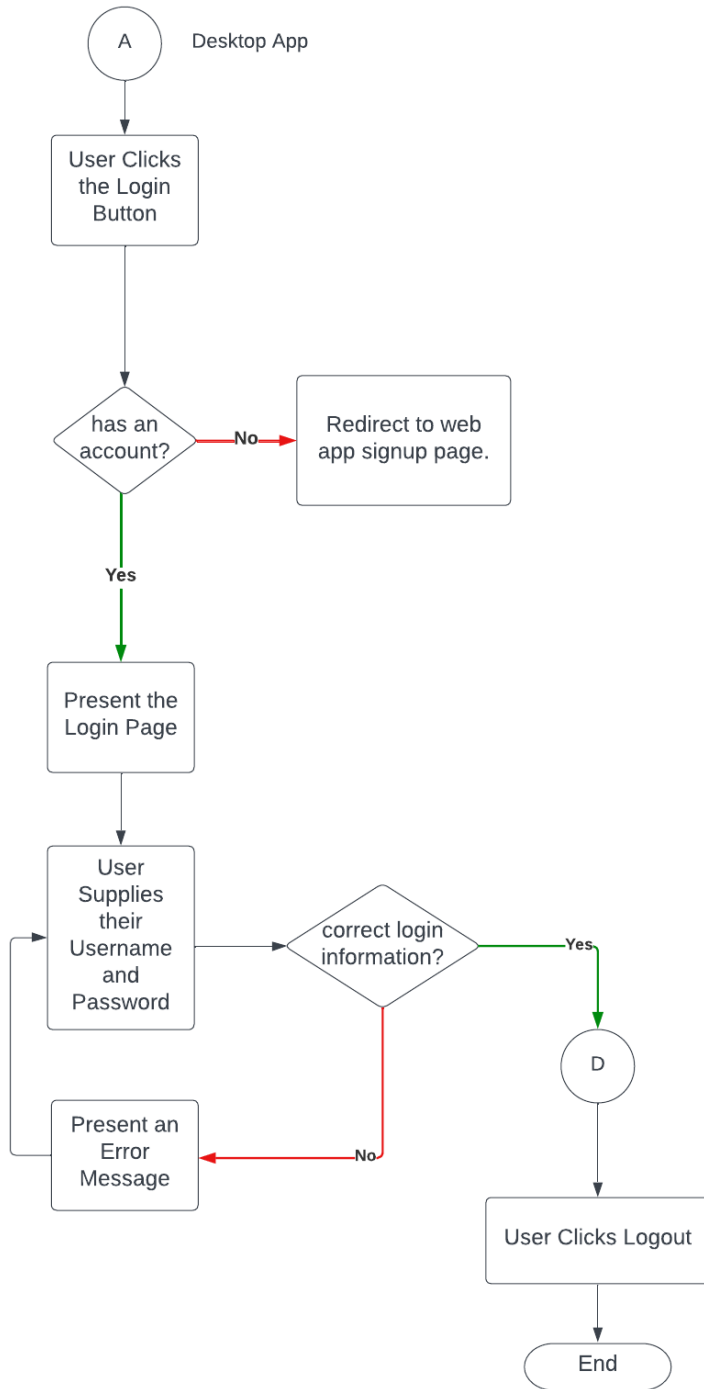 A
Desktop App
User Clicks
the Login
Button
has an
account?
No
Redirect to web
app signup page.
Yes
Present the
Login Page
User
Supplies
their
Username
and
Password
correct login
information?
Yes
D
Present an
Error
Message
No
User Clicks Logout
End